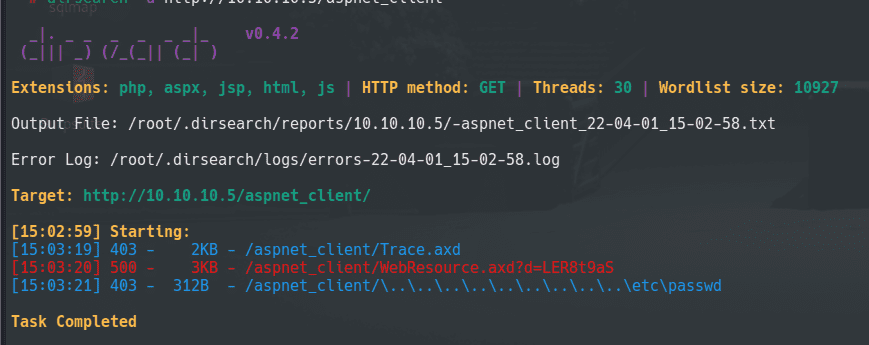 # dirsearch -u http://10.10.10.5/aspnet_client
sqlmap
_|. _ _  _  _  _ _|_    v0.4.2
(_||| _) (/_(_|| (_| )
Extensions: php, aspx, jsp, html, js | HTTP method: GET | Threads: 30 | Wordlist size: 10927
Output File: /root/.dirsearch/reports/10.10.10.5/-aspnet_client_22-04-01_15-02-58.txt
Error Log: /root/.dirsearch/logs/errors-22-04-01_15-02-58.log
Target: http://10.10.10.5/aspnet_client/
[15:02:59] Starting:
[15:03:19] 403 -    2KB - /aspnet_client/Trace.axd
[15:03:20] 500 -    3KB - /aspnet_client/WebResource.axd?d=LER8t9aS
[15:03:21] 403 -  312B  - /aspnet_client/\..\..\..\..\..\..\..\..\..\etc\passwd
Task Completed